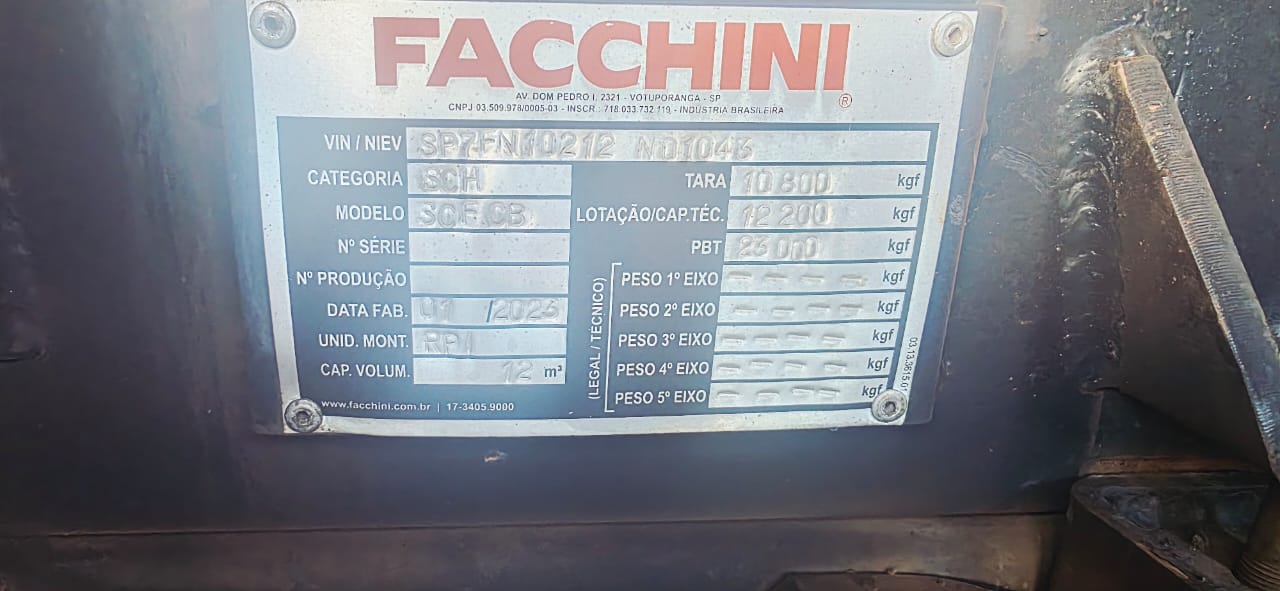 FACCHINI
®
AV. DOM PEDRO I, 2321 - VOTUPORANGA - SP
CNPJ 03.509.978/0005-03 - INSCR.: 718.033.732.119 - INDÚSTRIA BRASILEIRA
VIN / NIEV SP7FN10212 N01043
CATEGORIA SCH TARA 10 800 kgf
MODELO SOF.CB LOTAÇÃO/CAP.TÉC. 12 200 kgf
Nº SÉRIE PBT 23 000 kgf
Nº PRODUÇÃO PESO 1º EIXO - - - - kgf
DATA FAB. 01 /2023 PESO 2º EIXO - - - - kgf
UNID. MONT. RPI PESO 3º EIXO - - - - kgf
CAP. VOLUM. 12 m³ PESO 4º EIXO - - - - kgf
PESO 5º EIXO - - - - kgf
(LEGAL / TÉCNICO)
www.facchini.com.br | 17-3405.9000